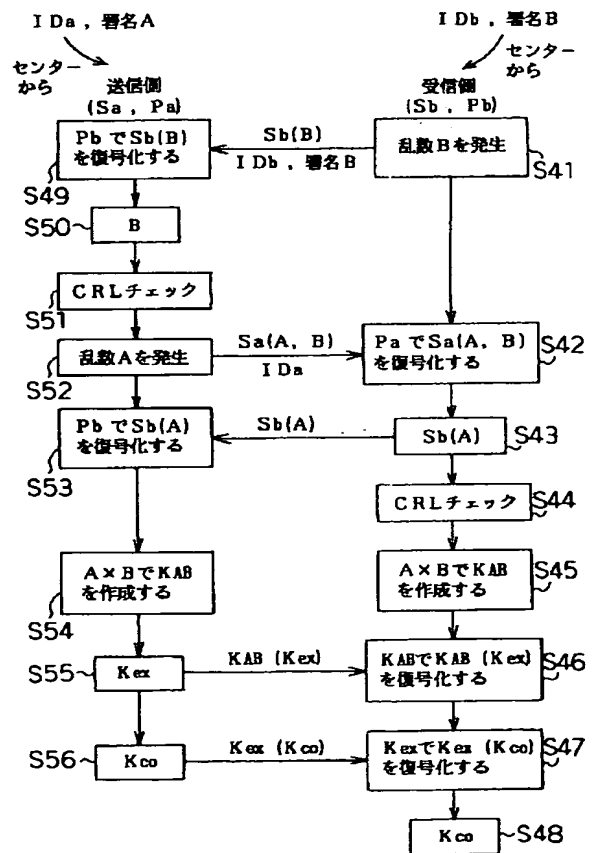 IDa , 署名A
IDb , 署名B
センター
から
センター
から
送信側
(Sa , Pa)
受信側
(Sb , Pb)
PbでSb(B)
を復号化する
S49
Sb(B)
IDb , 署名B
乱数Bを発生
S41
S50
B
CRLチェック
S51
乱数Aを発生
S52
Sa(A, B)
IDa
PaでSa(A, B)
を復号化する
S42
PbでSb(A)
を復号化する
S53
Sb(A)
Sb(A)
S43
CRLチェック
S44
A×BでKAB
を作成する
S54
A×BでKAB
を作成する
S45
S55
Kex
KAB (Kex)
KABでKAB (Kex)
を復号化する
S46
S56
Kco
Kex (Kco)
KexでKex (Kco)
を復号化する
S47
Kco
S48